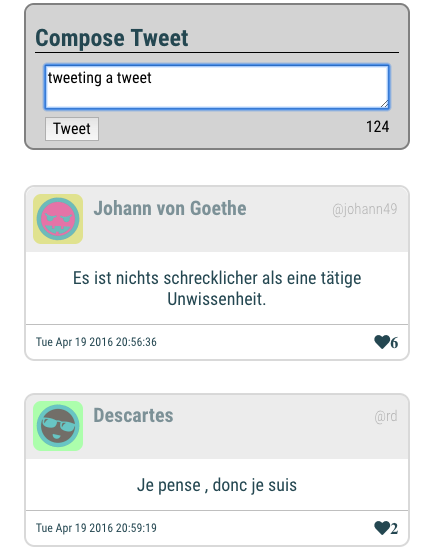 Compose Tweet
tweeting a tweet
Tweet
124
Johann von Goethe
@johann49
Es ist nichts schrecklicher als eine tätige
Unwissenheit.
Tue Apr 19 2016 20:56:36
6
Descartes
@rd
Je pense , donc je suis
Tue Apr 19 2016 20:59:19
2